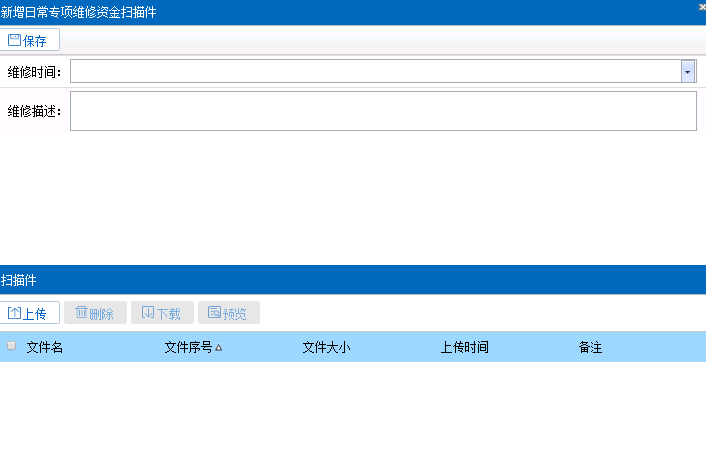 新增日常专项维修资金扫描件
保存
维修时间：
维修描述：
扫描件
上传 删除 下载 预览
文件名 文件序号 文件大小 上传时间 备注